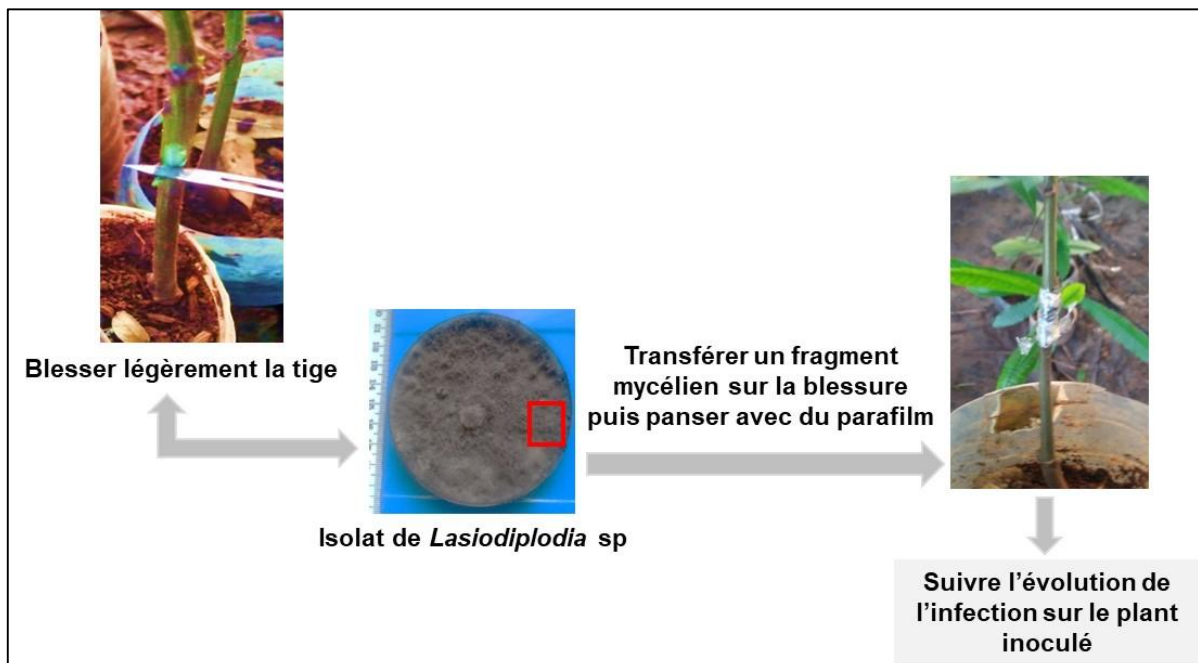 Blesser légèrement la tige
Transférer un fragment
mycélien sur la blessure
puis panser avec du parafilm
Isolat de Lasiodiplodia sp
Suivre l'évolution de
l'infection sur le plant
inoculé